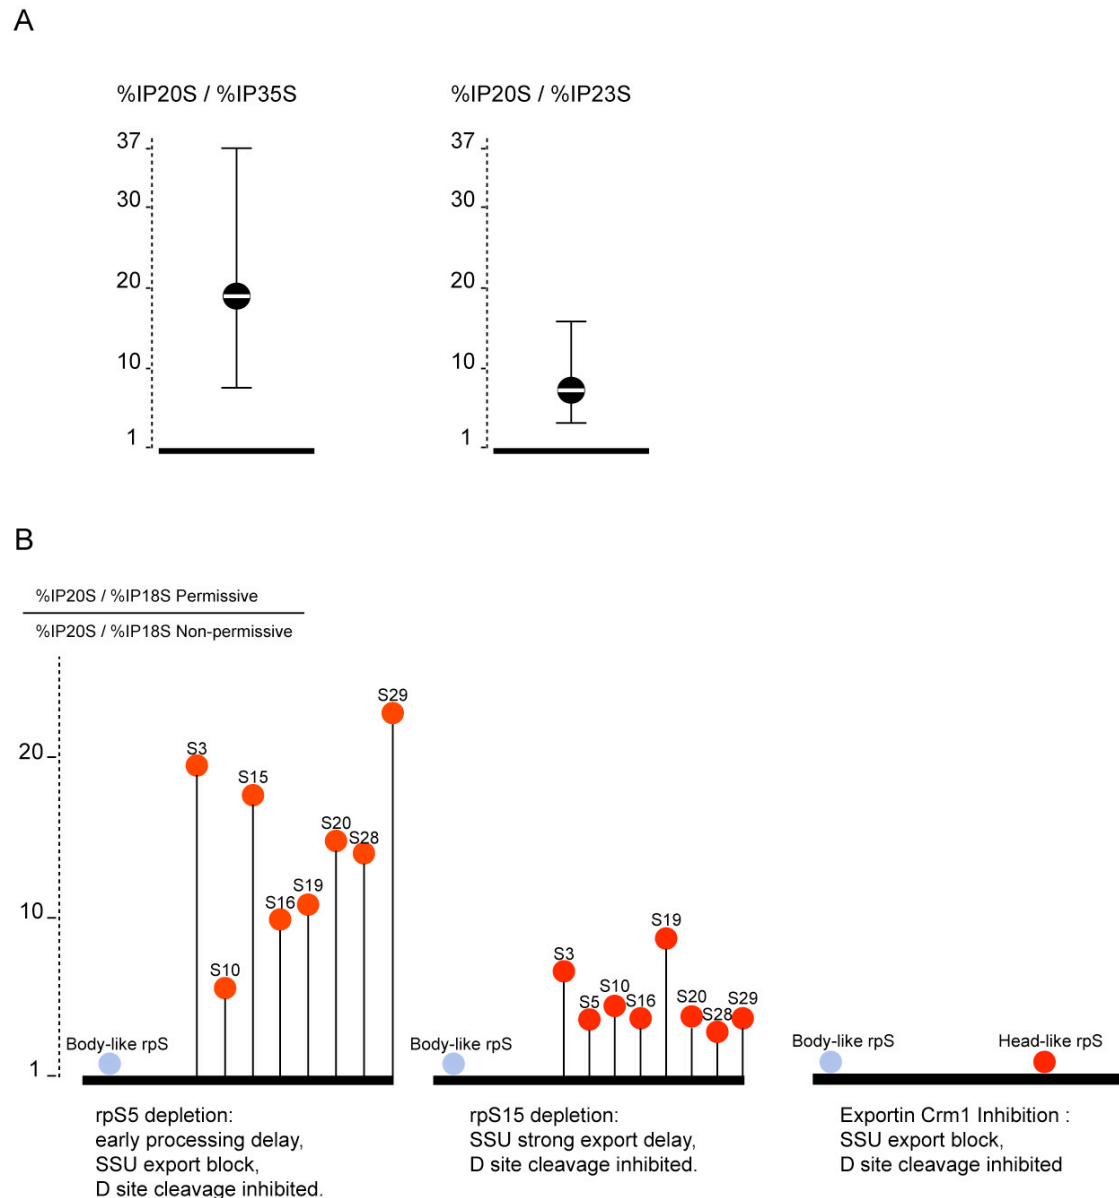 A
%IP20S / %IP35S
37
30
20
10
1
%IP20S / %IP23S
37
30
20
10
1
B
%IP20S / %IP18S Permissive
%IP20S / %IP18S Non-permissive
20
10
1
Body-like rpS
S3
S10
S15
S16
S19
S20
S28
S29
rpS5 depletion:
early processing delay,
SSU export block,
D site cleavage inhibited.
Body-like rpS
S3
S5
S10
S16
S19
S20
S28
S29
rpS15 depletion:
SSU strong export delay,
D site cleavage inhibited.
Body-like rpS
Head-like rpS
Exportin Crm1 Inhibition :
SSU export block,
D site cleavage inhibited